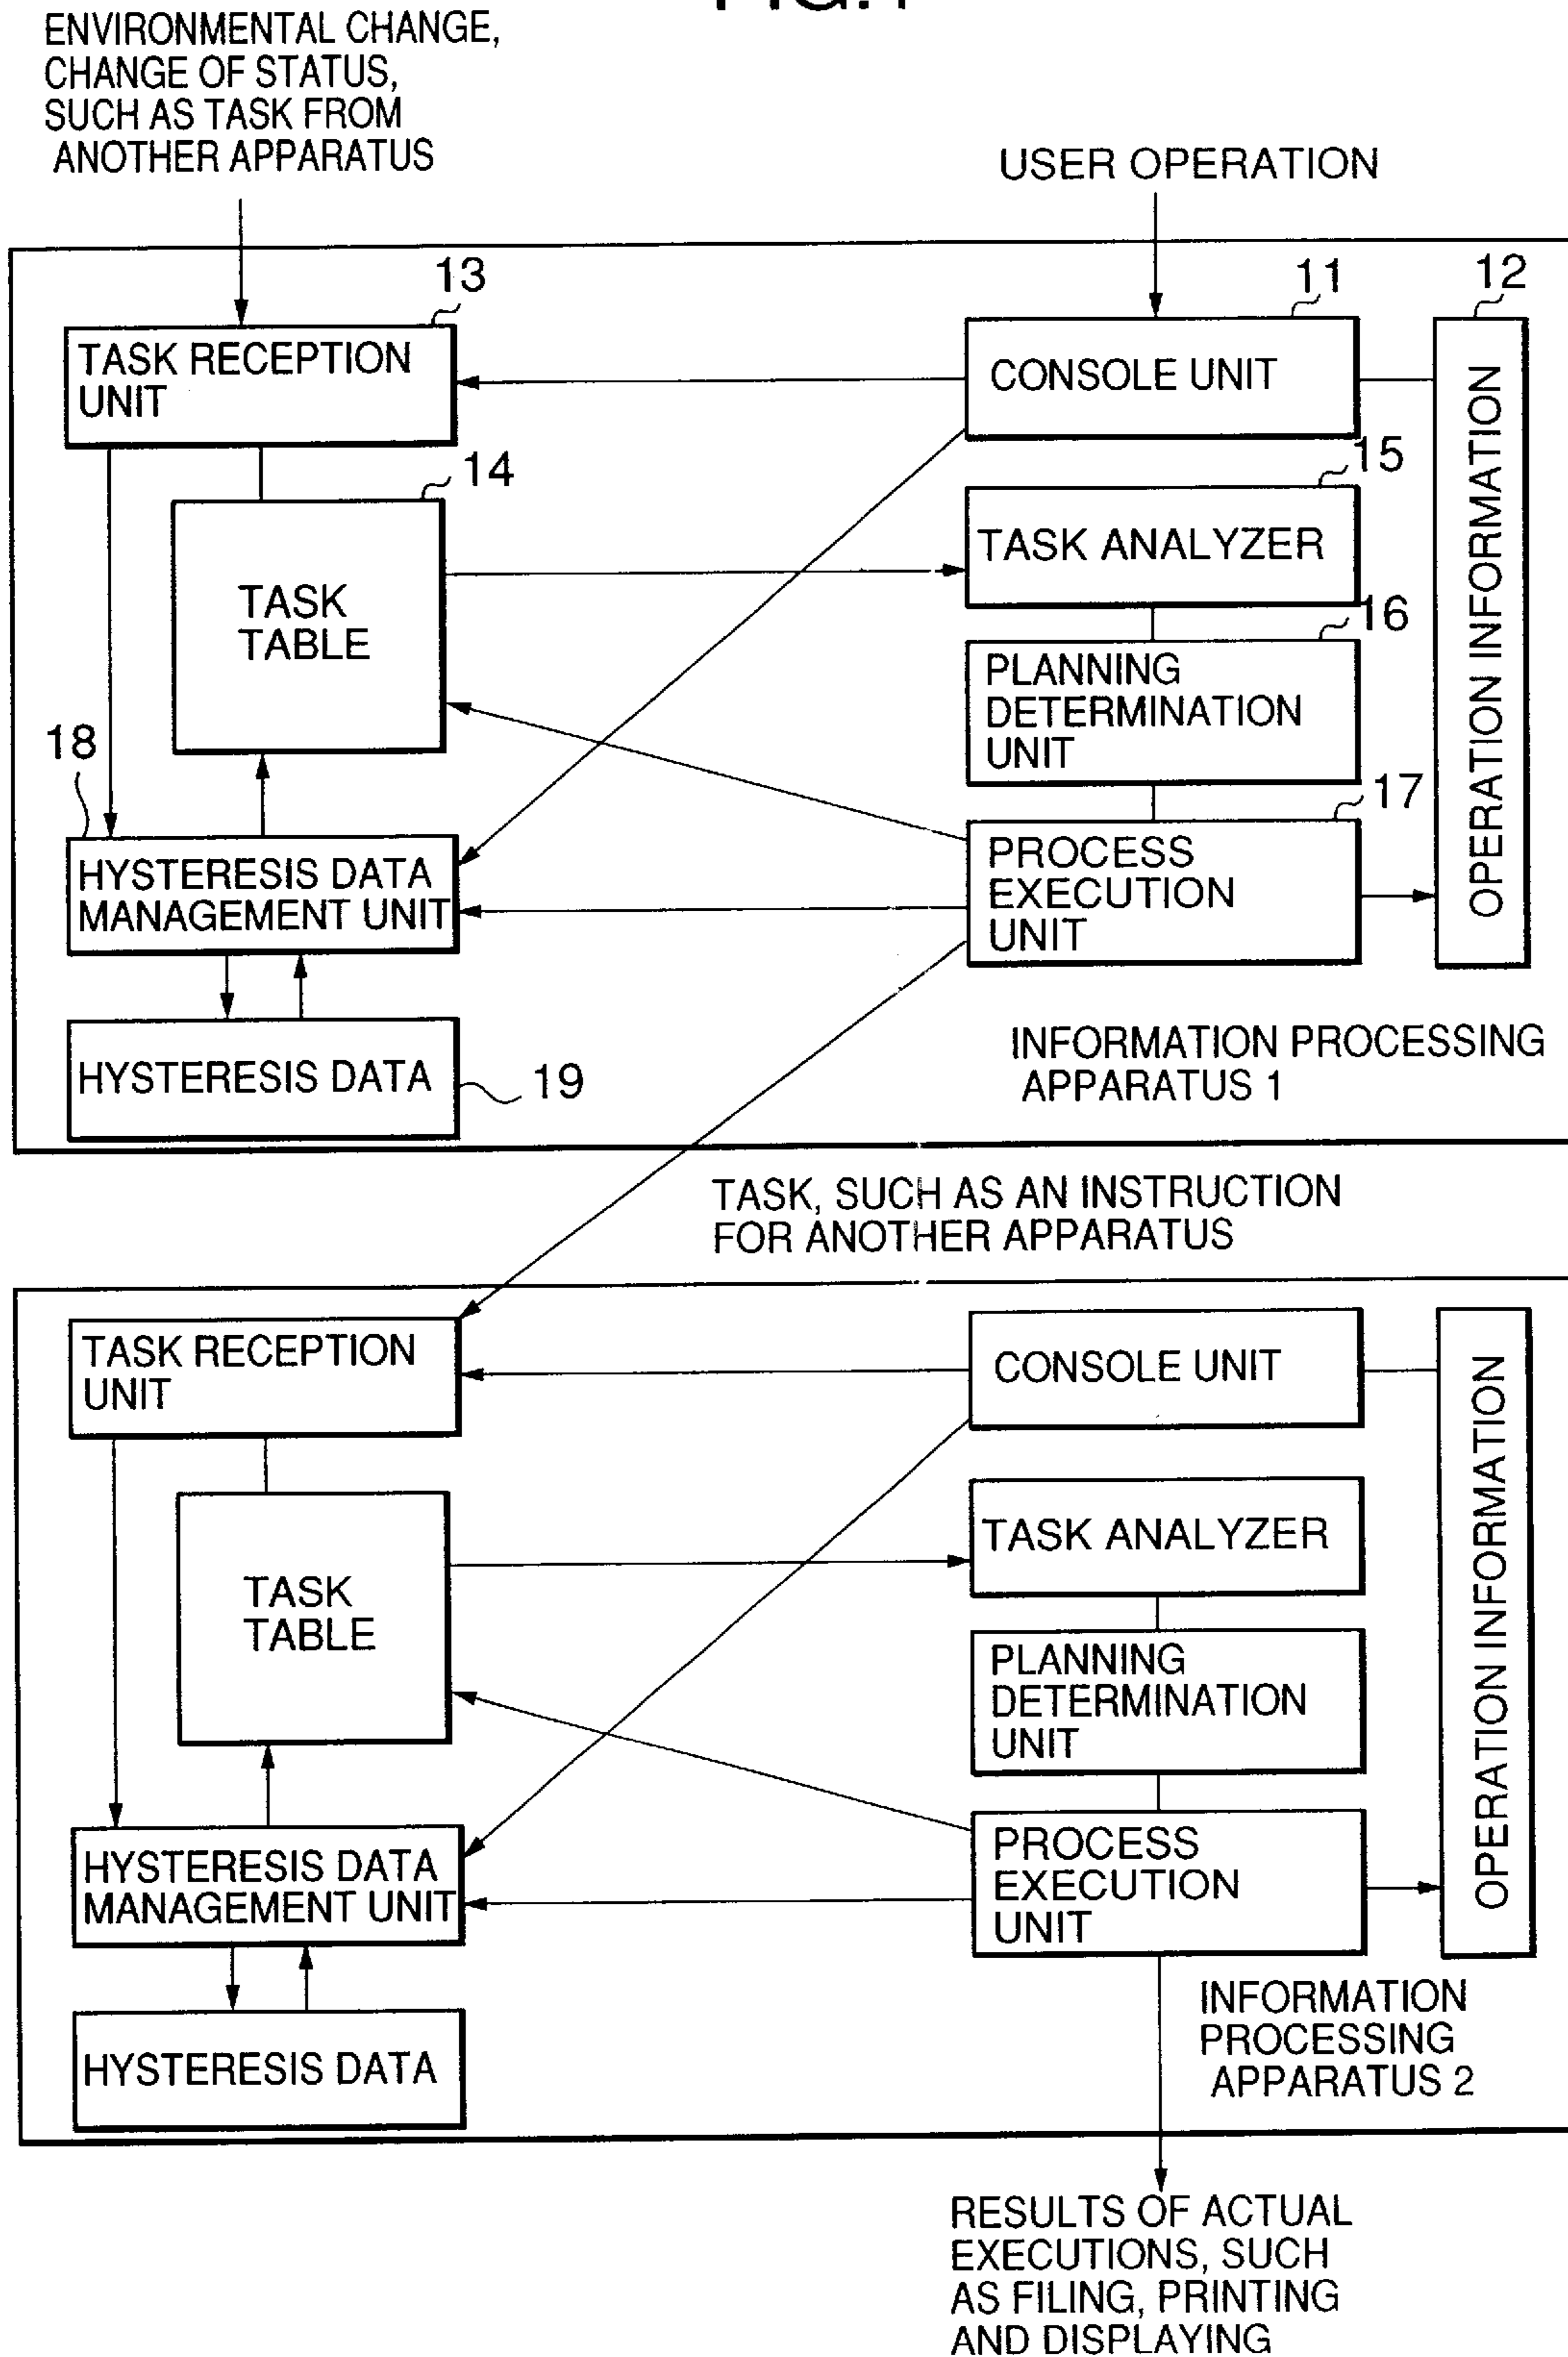 ENVIRONMENTAL CHANGE,
CHANGE OF STATUS,
SUCH AS TASK FROM
ANOTHER APPARATUS
USER OPERATION
13
TASK RECEPTION
UNIT
11
CONSOLE UNIT
12
OPERATION INFORMATION
14
TASK
TABLE
15
TASK ANALYZER
16
PLANNING
DETERMINATION
UNIT
17
PROCESS
EXECUTION
UNIT
18
HYSTERESIS DATA
MANAGEMENT UNIT
HYSTERESIS DATA
19
INFORMATION PROCESSING
APPARATUS 1
TASK, SUCH AS AN INSTRUCTION
FOR ANOTHER APPARATUS
TASK RECEPTION
UNIT
CONSOLE UNIT
OPERATION INFORMATION
TASK
TABLE
TASK ANALYZER
PLANNING
DETERMINATION
UNIT
PROCESS
EXECUTION
UNIT
HYSTERESIS DATA
MANAGEMENT UNIT
HYSTERESIS DATA
INFORMATION
PROCESSING
APPARATUS 2
RESULTS OF ACTUAL
EXECUTIONS, SUCH
AS FILING, PRINTING
AND DISPLAYING